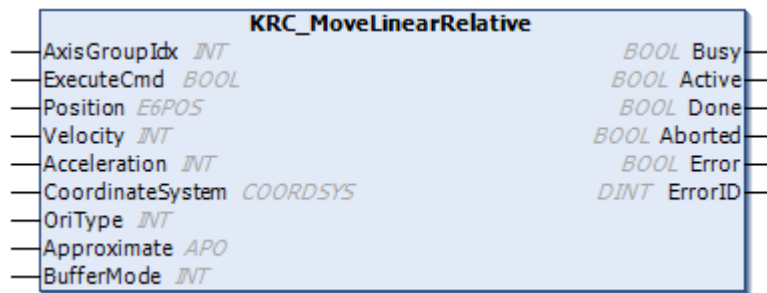 KRC_MoveLinearRelative
AxisGroupIdx INT BOOL Busy
ExecuteCmd BOOL BOOL Active
Position E6POS BOOL Done
Velocity INT BOOL Aborted
Acceleration INT BOOL Error
CoordinateSystem COORDSYS DINT ErrorID
OriType INT
Approximate APO
BufferMode INT